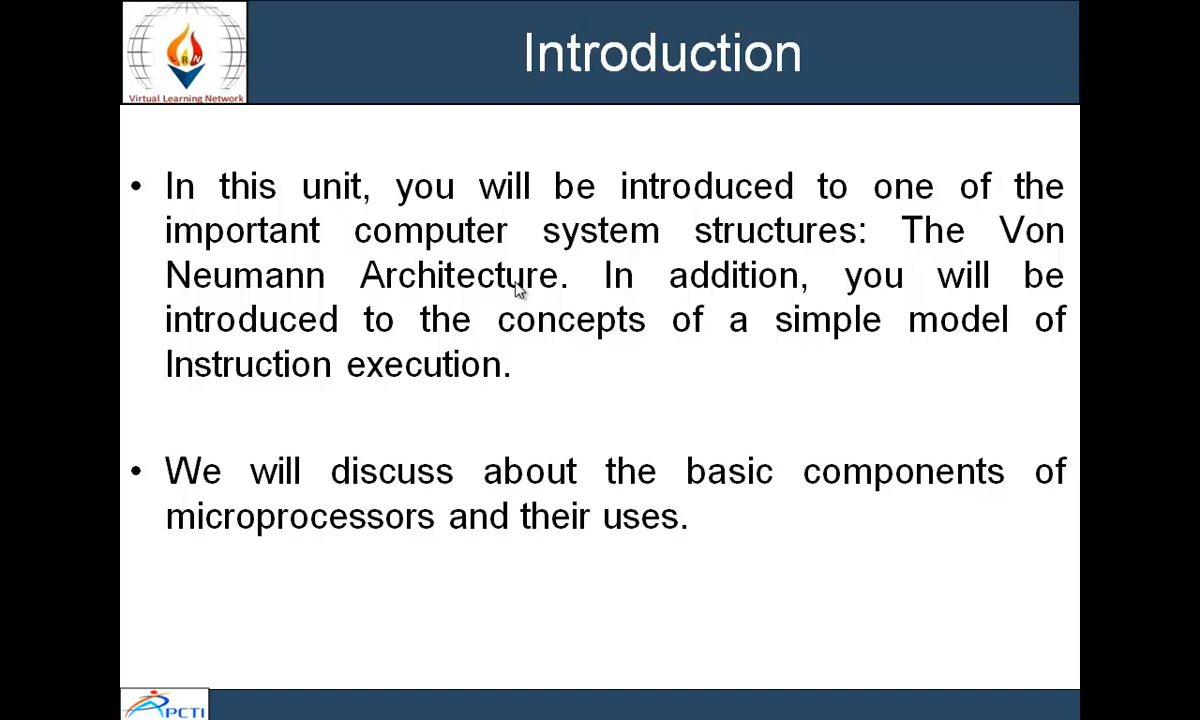 Introduction
Virtual Learning Network
• In this unit, you will be introduced to one of the
important computer system structures: The Von
Neumann Architecture. In addition, you will be
introduced to the concepts of a simple model of
Instruction execution.
• We will discuss about the basic components of
microprocessors and their uses.
PCTI